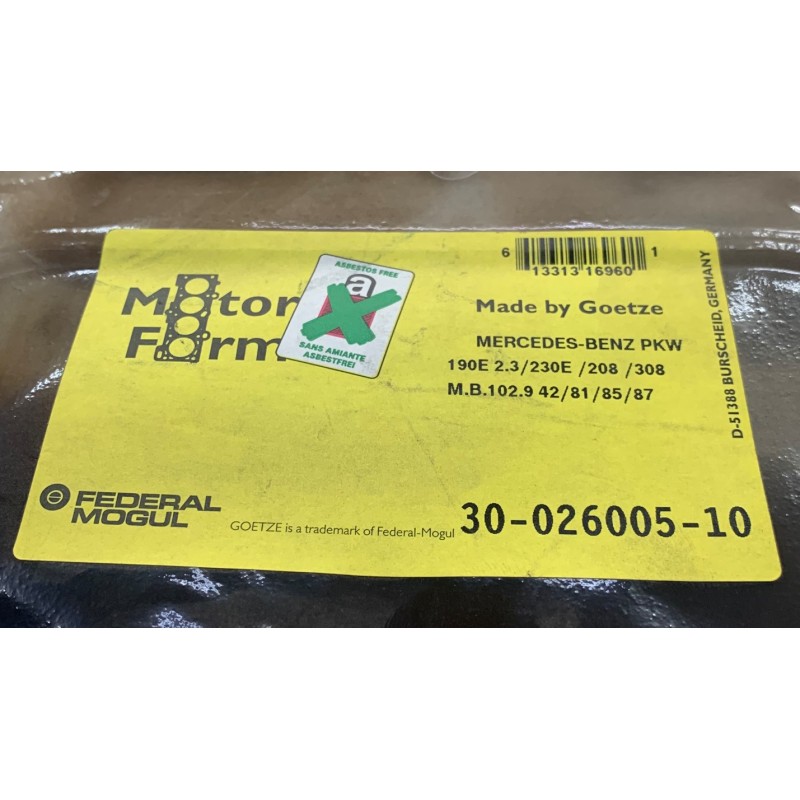 Motor
Form
ASBESTOS FREE
a
SANS AMIANTE
ASBESTFREI
6 13313 16960 1
Made by Goetze
MERCEDES-BENZ PKW
190E 2.3/230E /208 /308
M.B.102.9 42/81/85/87
D-51388 BURSCHEID, GERMANY
FEDERAL
MOGUL
GOETZE is a trademark of Federal-Mogul
30-026005-10